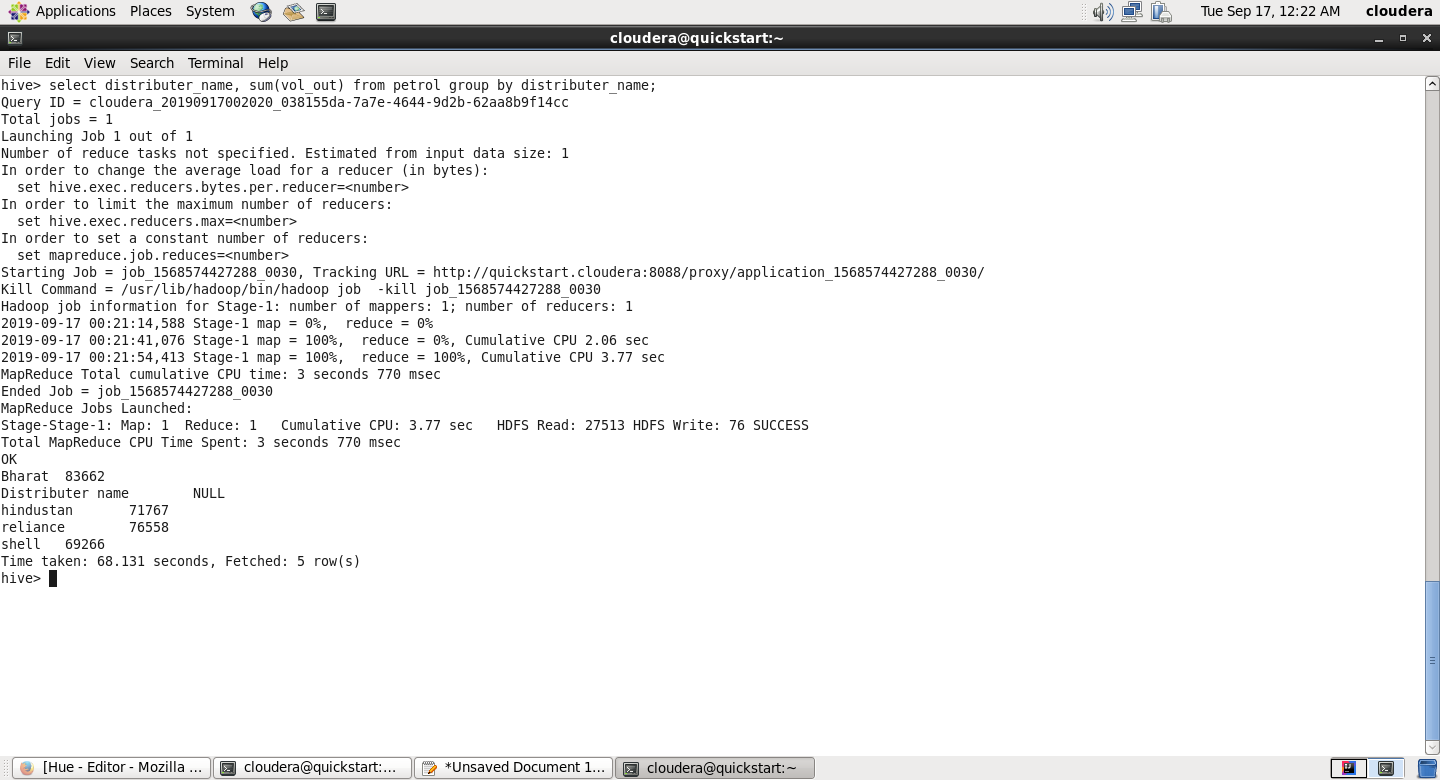 Applications Places System Tue Sep 17, 12:22 AM cloudera
cloudera@quickstart:~
File Edit View Search Terminal Help
hive> select distributer_name, sum(vol_out) from petrol group by distributer_name;
Query ID = cloudera_20190917002020_038155da-7a7e-4644-9d2b-62aa8b9f14cc
Total jobs = 1
Launching Job 1 out of 1
Number of reduce tasks not specified. Estimated from input data size: 1
In order to change the average load for a reducer (in bytes):
  set hive.exec.reducers.bytes.per.reducer=<number>
In order to limit the maximum number of reducers:
  set hive.exec.reducers.max=<number>
In order to set a constant number of reducers:
  set mapreduce.job.reduces=<number>
Starting Job = job_1568574427288_0030, Tracking URL = http://quickstart.cloudera:8088/proxy/application_1568574427288_0030/
Kill Command = /usr/lib/hadoop/bin/hadoop job  -kill job_1568574427288_0030
Hadoop job information for Stage-1: number of mappers: 1; number of reducers: 1
2019-09-17 00:21:14,588 Stage-1 map = 0%,  reduce = 0%
2019-09-17 00:21:41,076 Stage-1 map = 100%,  reduce = 0%, Cumulative CPU 2.06 sec
2019-09-17 00:21:54,413 Stage-1 map = 100%,  reduce = 100%, Cumulative CPU 3.77 sec
MapReduce Total cumulative CPU time: 3 seconds 770 msec
Ended Job = job_1568574427288_0030
MapReduce Jobs Launched:
Stage-Stage-1: Map: 1  Reduce: 1   Cumulative CPU: 3.77 sec   HDFS Read: 27513 HDFS Write: 76 SUCCESS
Total MapReduce CPU Time Spent: 3 seconds 770 msec
OK
Bharat  83662
Distributer name        NULL
hindustan       71767
reliance        76558
shell   69266
Time taken: 68.131 seconds, Fetched: 5 row(s)
hive>
[Hue - Editor - Mozilla ... cloudera@quickstart:... *Unsaved Document 1... cloudera@quickstart:~